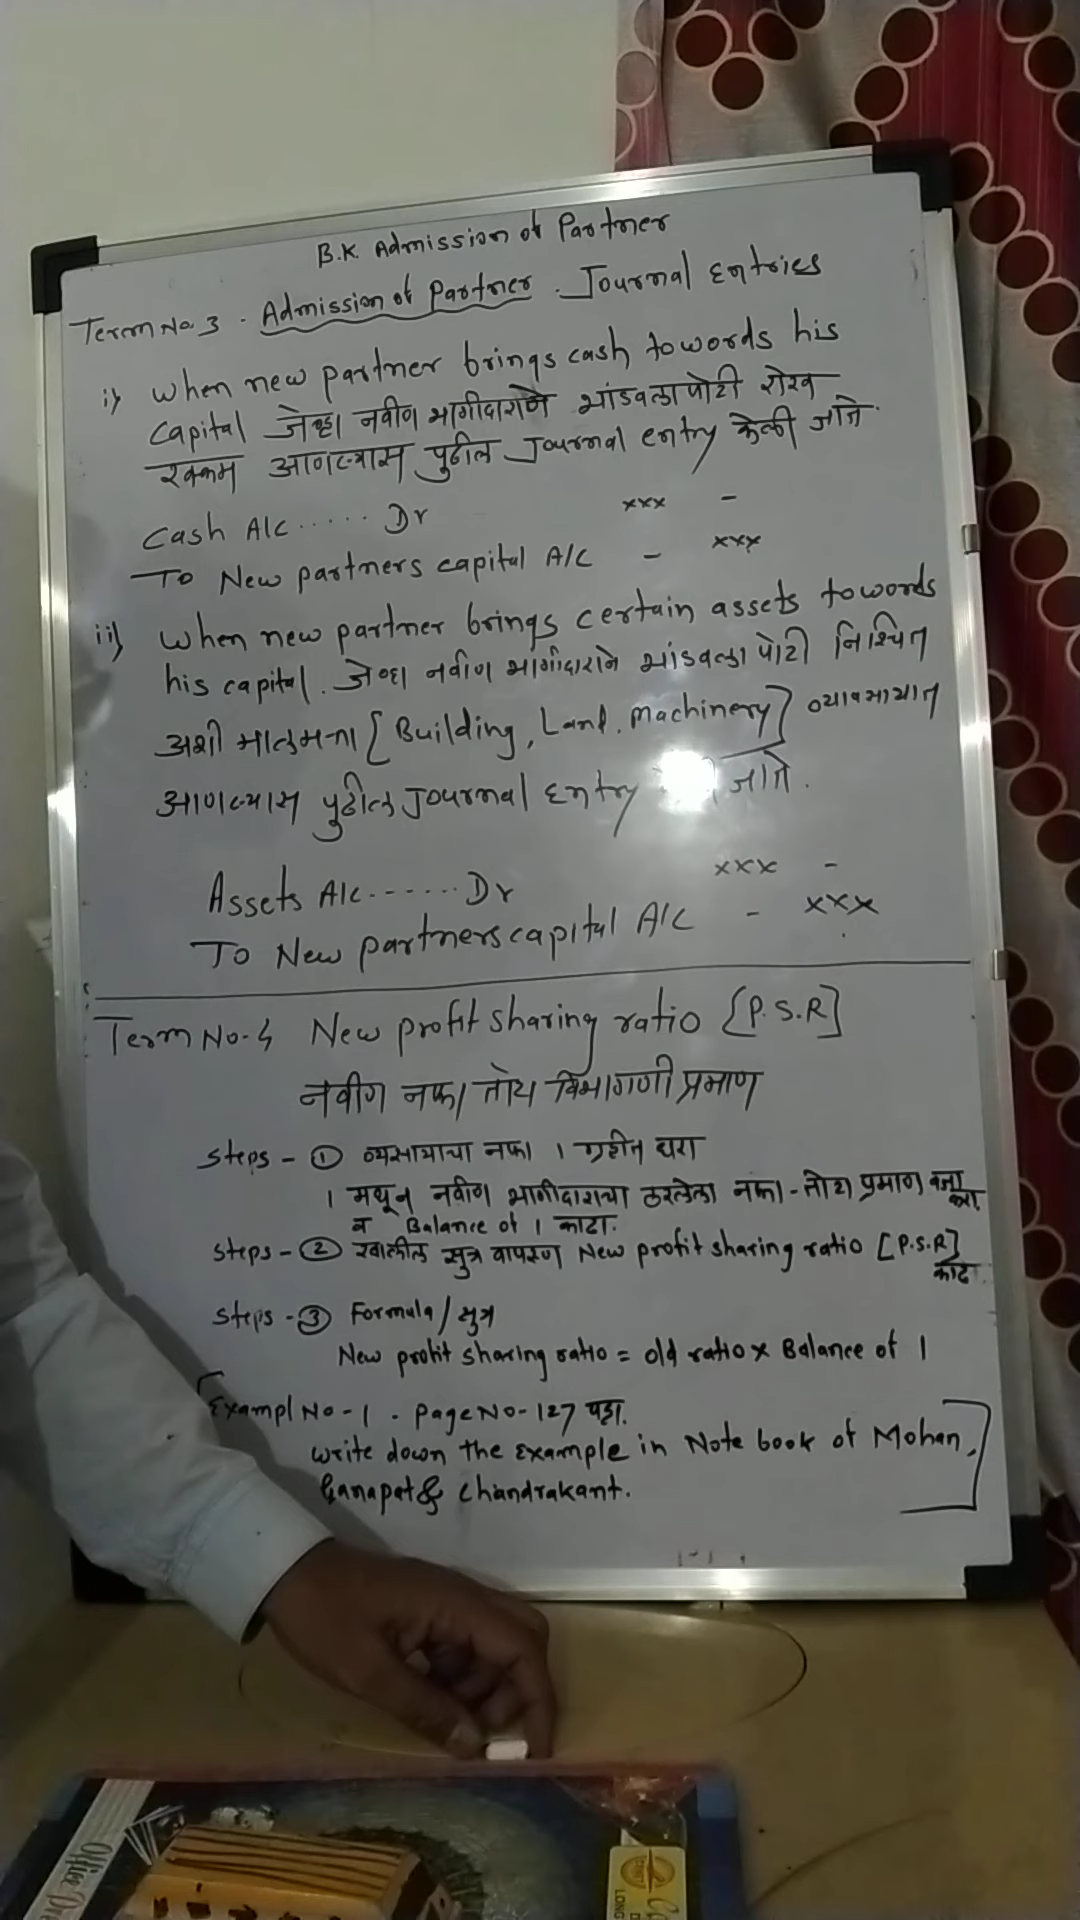 B.K. Admission of Partner
Term No 3 - Admission of Partner. Journal Entries
i) When new partner brings cash towords his
capital जेव्हा नवीण भागीदाराणे भांडवलापोटी रोख
रक्कम आणल्यास पुढील Journal entry केली जाते.
Cash A/c ..... Dr xxx -
To New partners capital A/C - xxx
ii) When new partner brings certain assets towords
his capital. जेव्हा नवीण भागीदाराने भांडवला पोटी निश्चित
अशी मालमत्ता [Building, Land, Machinery]
आणल्यास पुढील Journal Entry जाते.
Assets A/c ...... Dr xxx -
To New partners capital A/C - xxx
Term No-4 New profit sharing ratio [P.S.R]
नवीण नफा तोटा विभागणी प्रमाण
Steps - ① नफा 1 ग्रहीत धरा
1 मधून नवीण भागीदाराचा ठरलेला नफा - तोटा प्रमाण वजा करा.
व Balance of 1 काढा.
Steps - ② खालील सुत्र वापरुण New profit sharing ratio [P.S.R] काढा.
Steps - ③ Formula / सुत्र
New profit sharing ratio = old ratio x Balance of 1
[Exampl No - 1 . Page No - 127 पहा.
Write down the Example in Note book of Mohan,
Ganapat & Chandrakant.]
Office
LONG